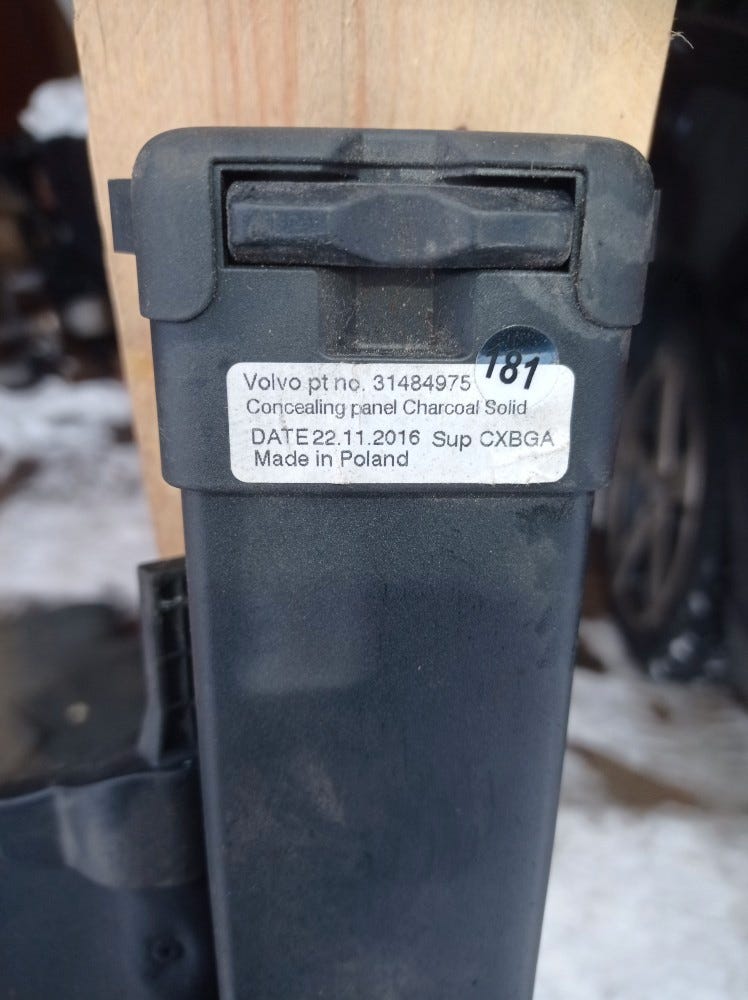 181
Volvo pt no. 31484975
Concealing panel Charcoal Solid
DATE 22.11.2016 Sup CXBGA
Made in Poland